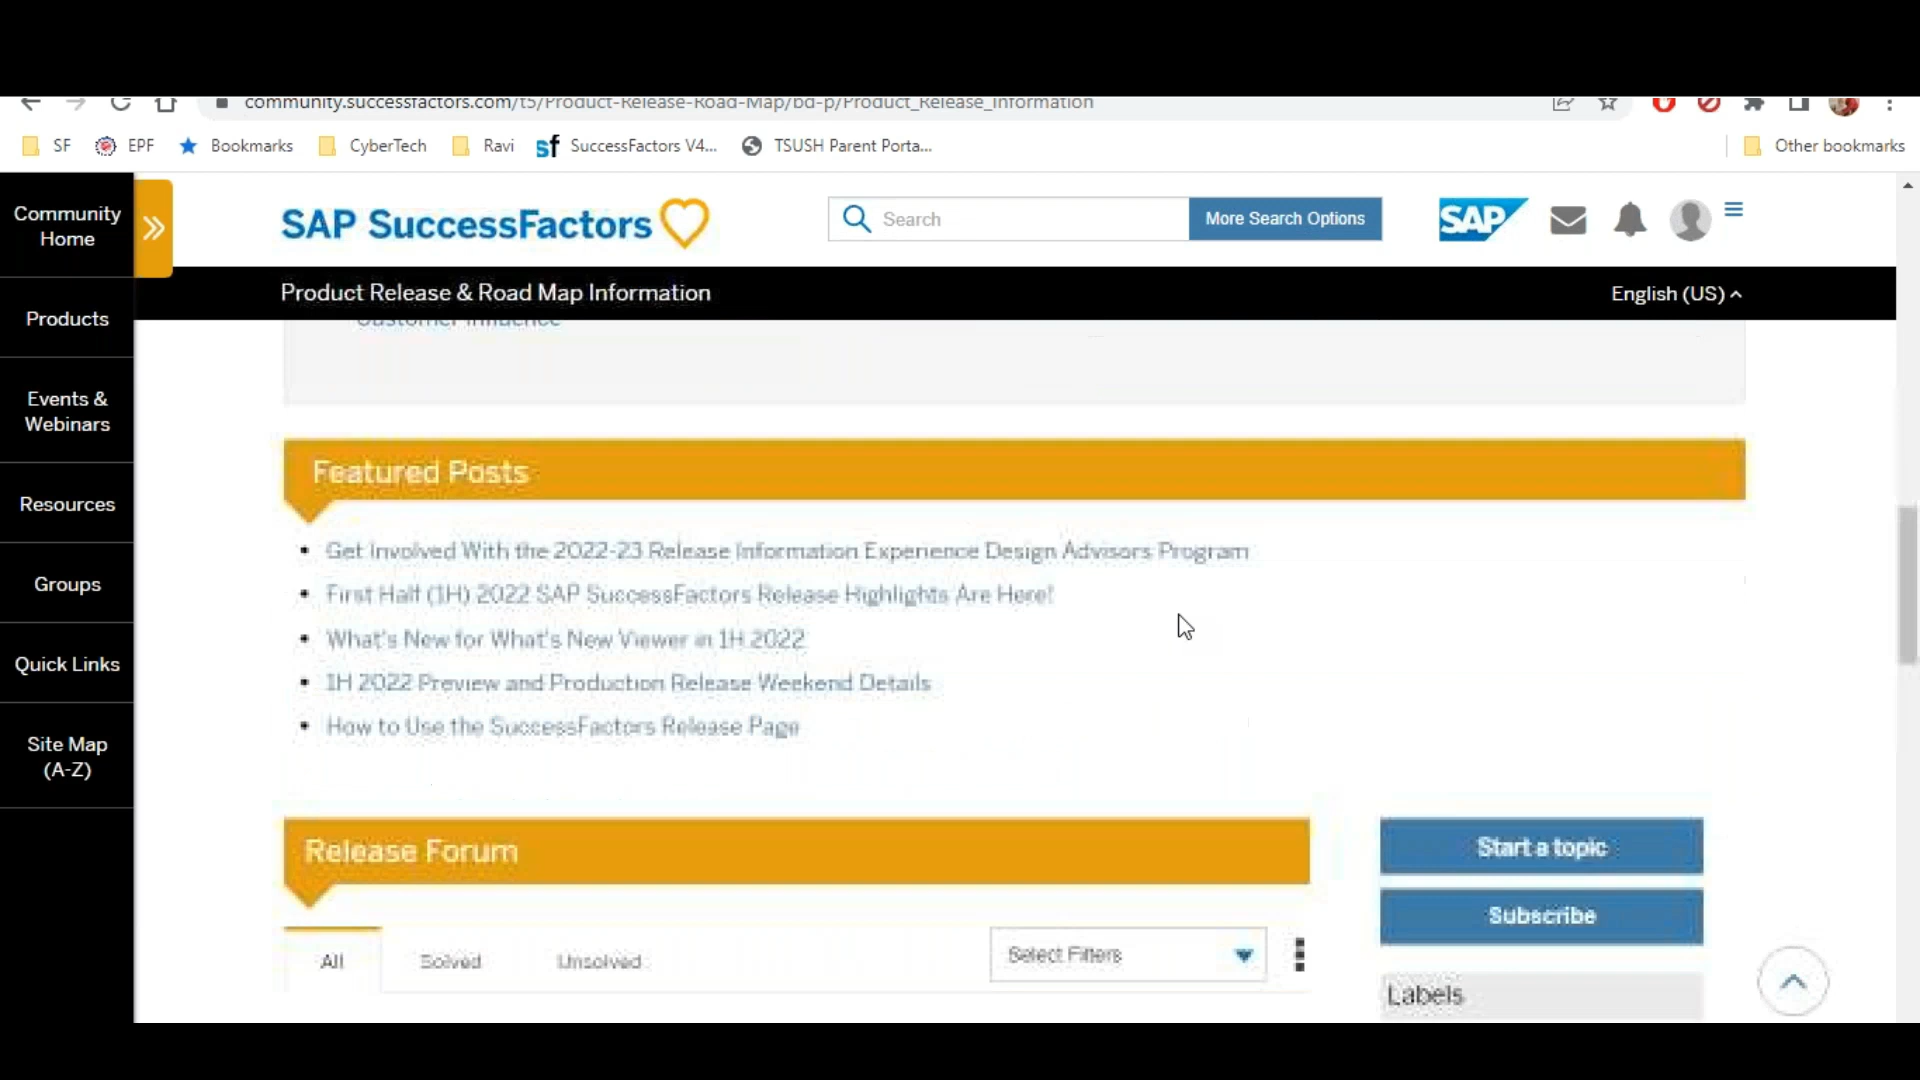 community.successfactors.com/t5/Product-Release-Road-Map/bd-p/Product_Release_Information
SF EPF Bookmarks CyberTech Ravi sf SuccessFactors V4... TSUSH Parent Porta... Other bookmarks
Community
Home
SAP SuccessFactors
Search
More Search Options
SAP
Product Release & Road Map Information
English (US)
Customer Influence
Products
Events &
Webinars
Resources
Groups
Quick Links
Site Map
(A-Z)
Featured Posts
Get Involved With the 2022-23 Release Information Experience Design Advisors Program
First Half (1H) 2022 SAP SuccessFactors Release Highlights Are Here!
What's New for What's New Viewer in 1H 2022
1H 2022 Preview and Production Release Weekend Details
How to Use the SuccessFactors Release Page
Release Forum
Start a topic
Subscribe
All Solved Unsolved
Select Filters
Labels